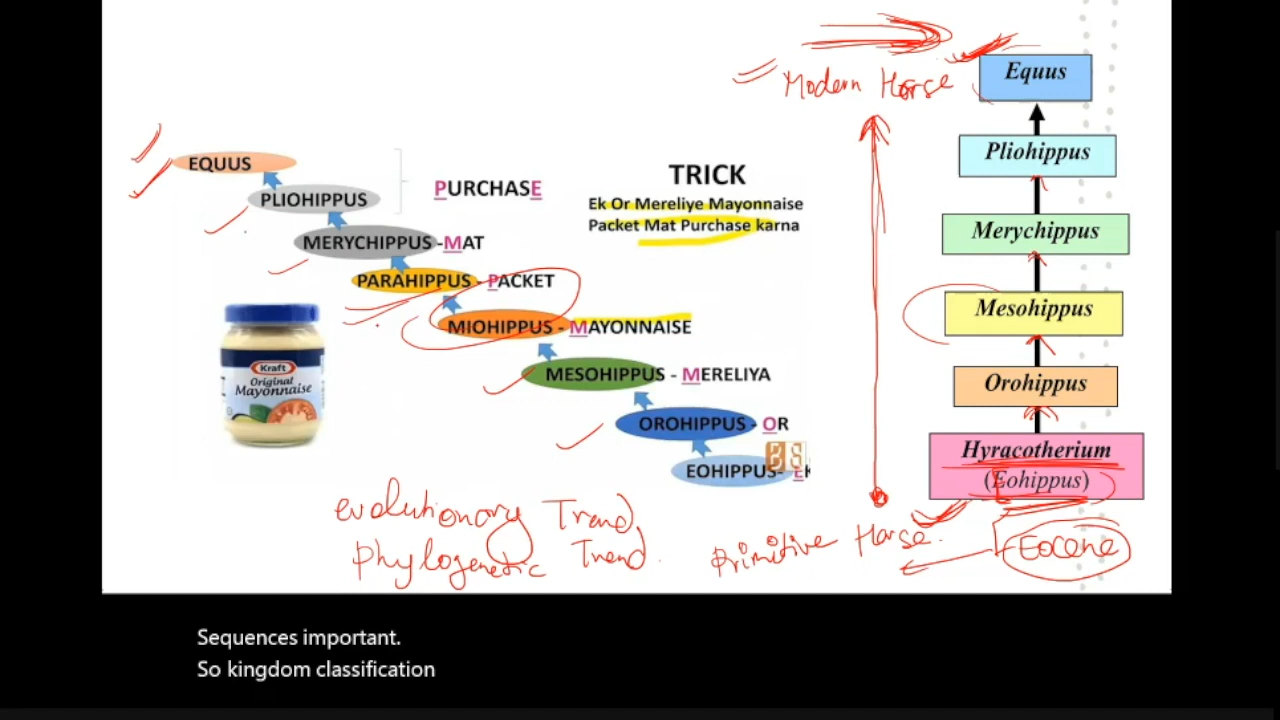 Modern Horse
Equus
EQUUS
Pliohippus
TRICK
PURCHASE
PLIOHIPPUS
Ek Or Mereliye Mayonnaise
Packet Mat Purchase karna
Merychippus
MERYCHIPPUS - MAT
PARAHIPPUS - PACKET
Mesohippus
MIOHIPPUS - MAYONNAISE
Kraft
Original
Mayonnaise
MESOHIPPUS - MERELIYA
Orohippus
OROHIPPUS - OR
Hyracotherium
(Eohippus)
EOHIPPUS-
evolutionary Trend
Phylogenetic Trend.
Primitive Horse.
Eocene
Sequences important.
So kingdom classification